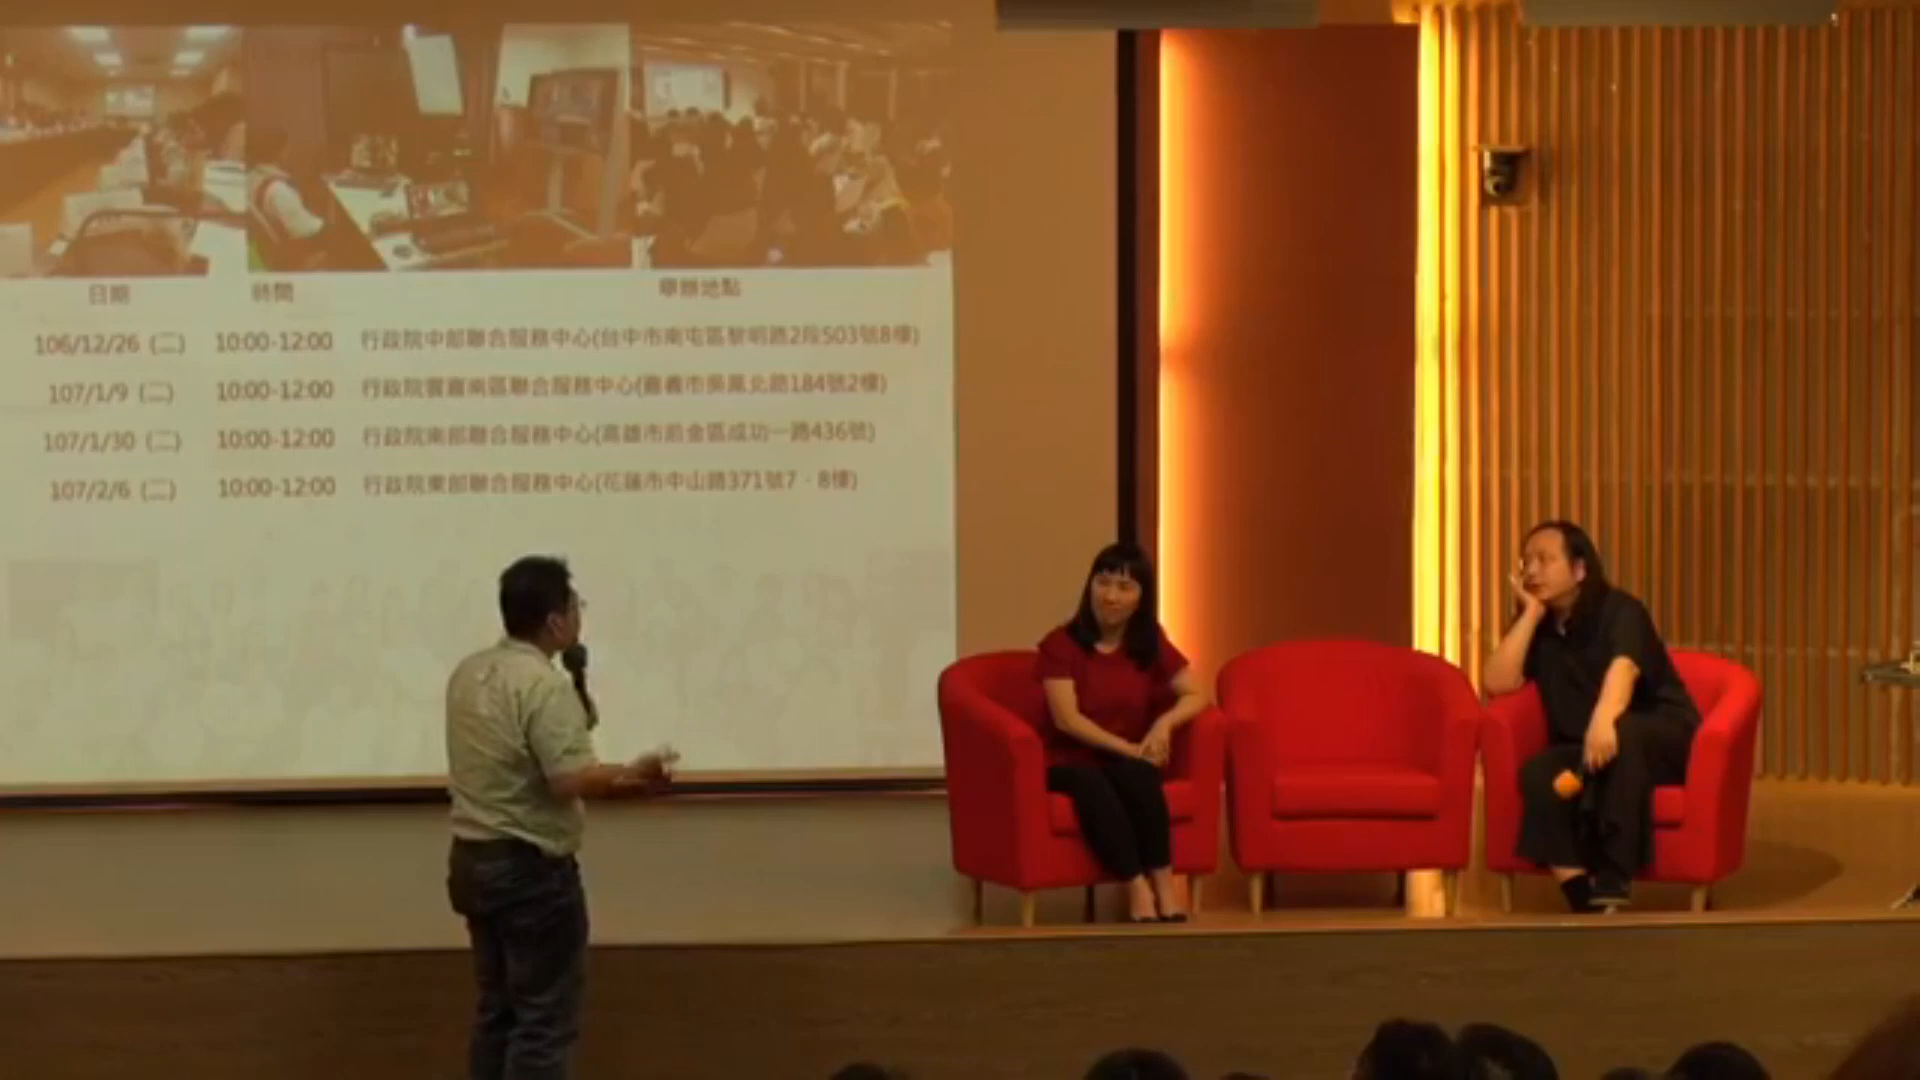 日期 時間 舉辦地點
106/12/26 (二) 10:00-12:00 行政院中部聯合服務中心(台中市南屯區黎明路2段503號8樓)
107/1/9 (二) 10:00-12:00 行政院雲嘉南區聯合服務中心(嘉義市吳鳳北路184號2樓)
107/1/30 (二) 10:00-12:00 行政院南部聯合服務中心(高雄市前金區成功一路436號)
107/2/6 (二) 10:00-12:00 行政院東部聯合服務中心(花蓮市中山路371號7、8樓)